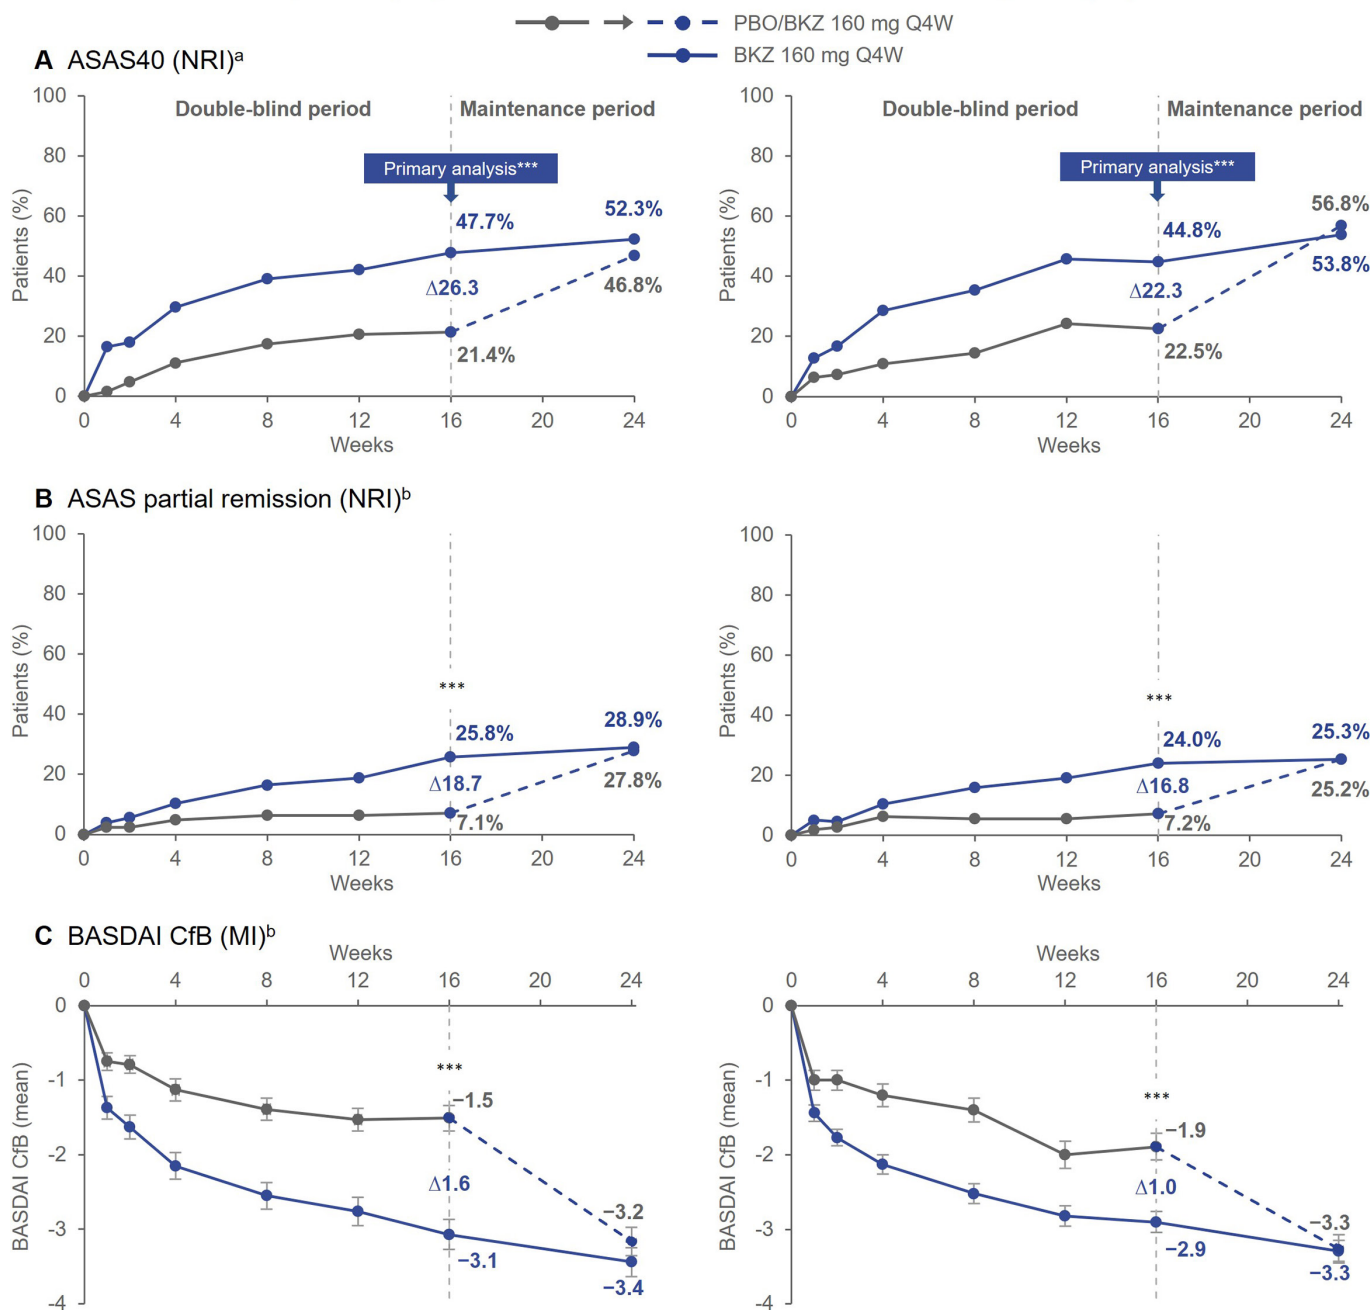 PBO/BKZ 160 mg Q4W
BKZ 160 mg Q4W
A ASAS40 (NRI)ᵃ
Double-blind period Maintenance period
Primary analysis***
100
80
60
40
20
0
Patients (%)
47.7%
52.3%
Δ26.3
46.8%
21.4%
0 4 8 12 16 20 24
Weeks
Double-blind period Maintenance period
Primary analysis***
100
80
60
40
20
0
Patients (%)
56.8%
44.8%
53.8%
Δ22.3
22.5%
0 4 8 12 16 20 24
Weeks
B ASAS partial remission (NRI)ᵇ
100
80
60
40
20
0
Patients (%)
***
25.8%
28.9%
Δ18.7
27.8%
7.1%
0 4 8 12 16 20 24
Weeks
100
80
60
40
20
0
Patients (%)
***
24.0%
25.3%
Δ16.8
25.2%
7.2%
0 4 8 12 16 20 24
Weeks
C BASDAI CfB (MI)ᵇ
Weeks
0 4 8 12 16 20 24
0
-1
-2
-3
-4
BASDAI CfB (mean)
***
−1.5
Δ1.6
−3.2
−3.1
−3.4
Weeks
0 4 8 12 16 20 24
0
-1
-2
-3
-4
BASDAI CfB (mean)
***
−1.9
Δ1.0
−3.3
−2.9
−3.3